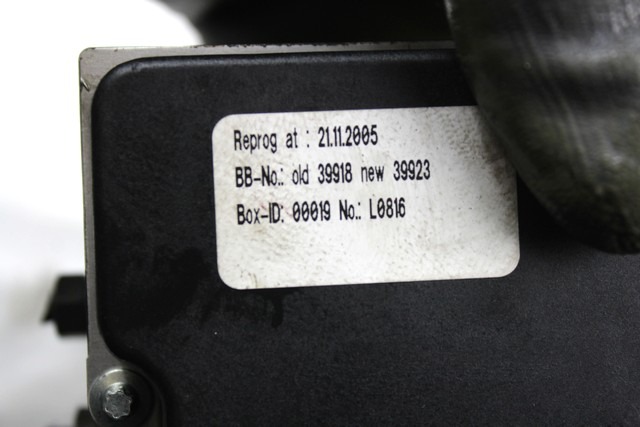 Reprog at : 21.11.2005
BB-No.: old 39918 new 39923
Box-ID: 00019 No.: L0816